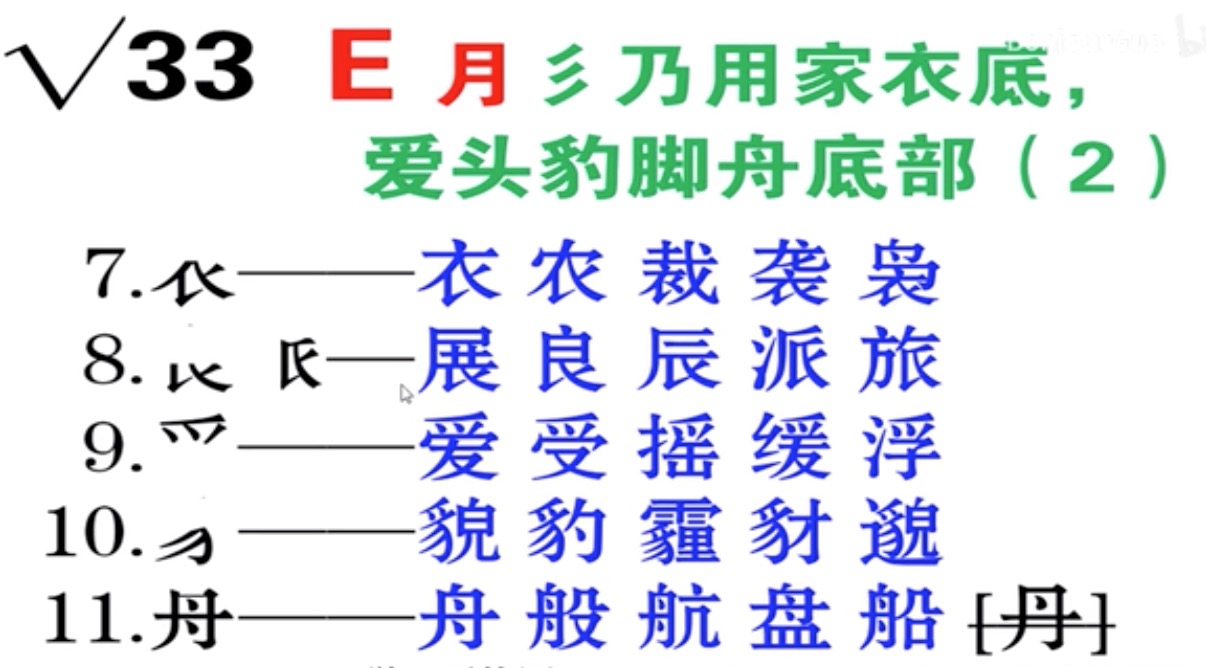 √33 E 月彡乃用家衣底，
爱头豹脚舟底部（2）
7.𧘇——衣 农 裁 袭 袅
8. 𠂎——展 良 辰 派 旅
9.爫——爱 受 摇 缓 浮
10.——貌 豹 霾 豺 邈
11.舟——舟 般 航 盘 船 [丹]